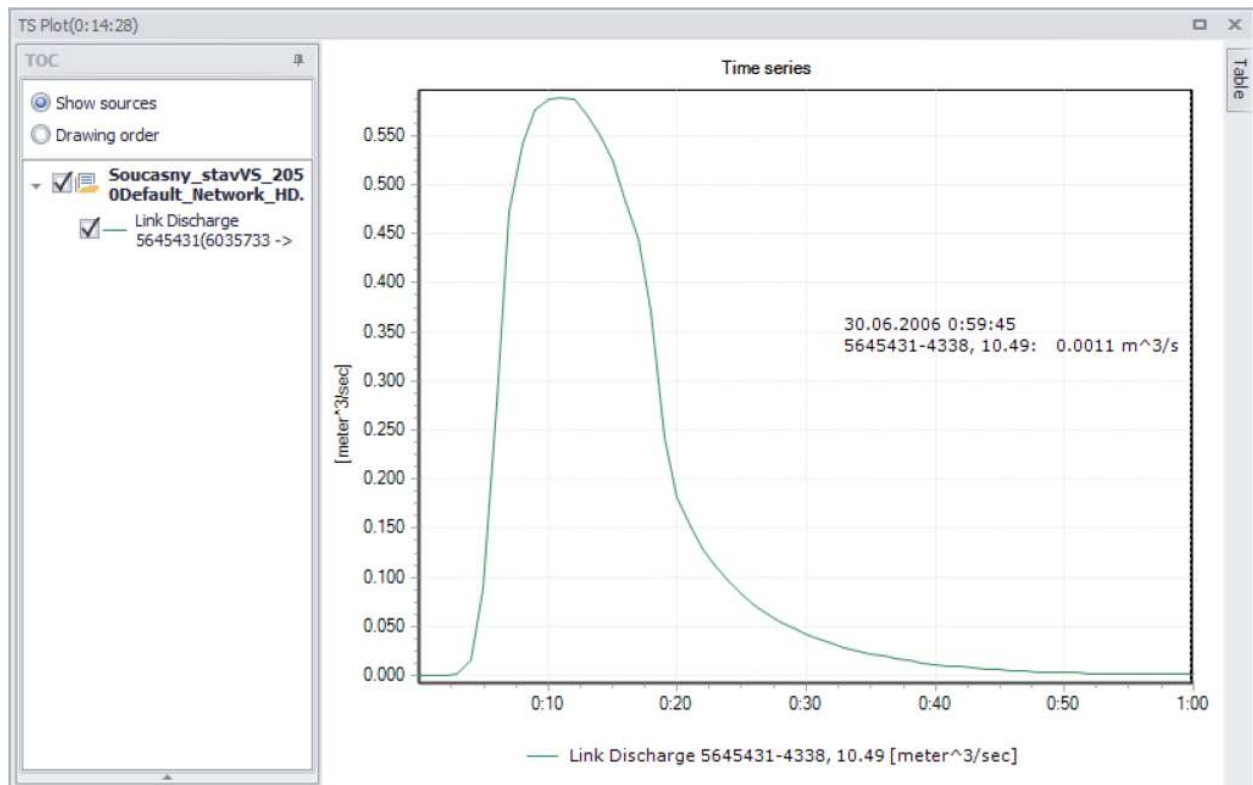 TS Plot(0:14:28)
TOC
Show sources
Drawing order
Soucasny_stavVS_205
0Default_Network_HD.
Link Discharge
5645431(6035733 ->
Time series
Table
[meter^3/sec]
0.550
0.500
0.450
0.400
0.350
0.300
0.250
0.200
0.150
0.100
0.050
0.000
30.06.2006 0:59:45
5645431-4338, 10.49: 0.0011 m^3/s
0:10 0:20 0:30 0:40 0:50 1:00
Link Discharge 5645431-4338, 10.49 [meter^3/sec]